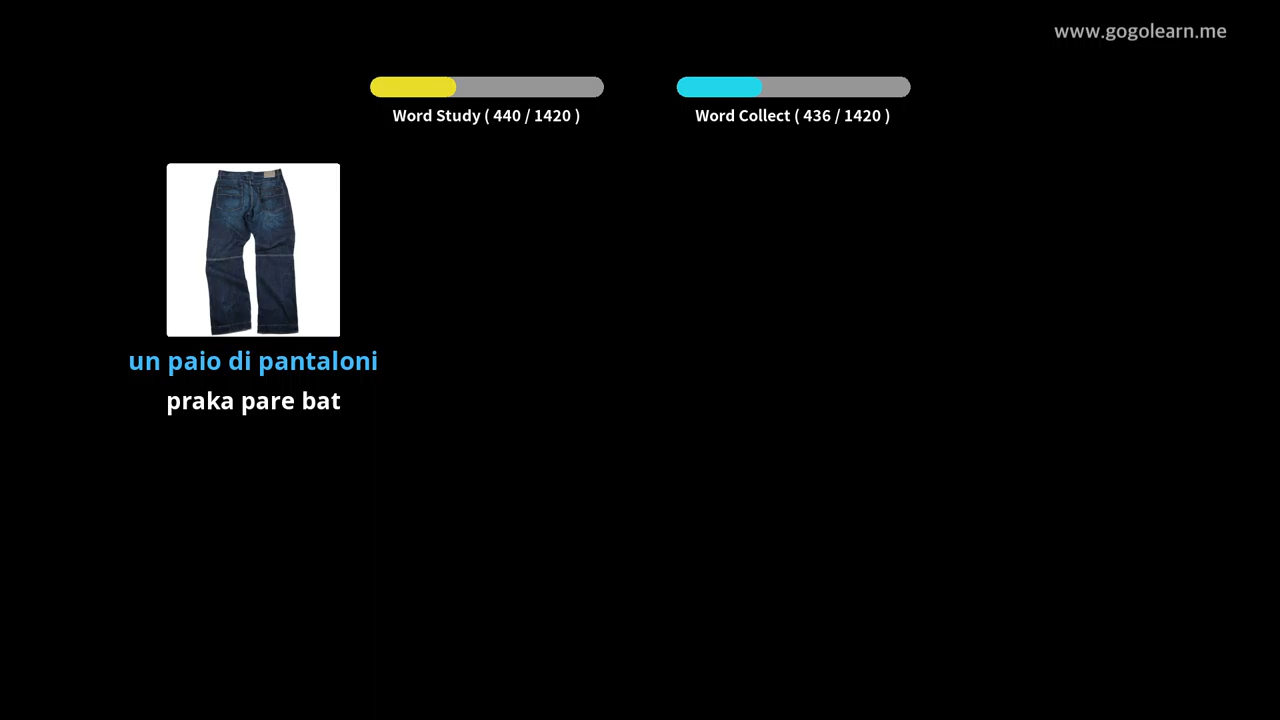 www.gogolearn.me
Word Study ( 440 / 1420 )
Word Collect ( 436 / 1420 )
un paio di pantaloni
praka pare bat